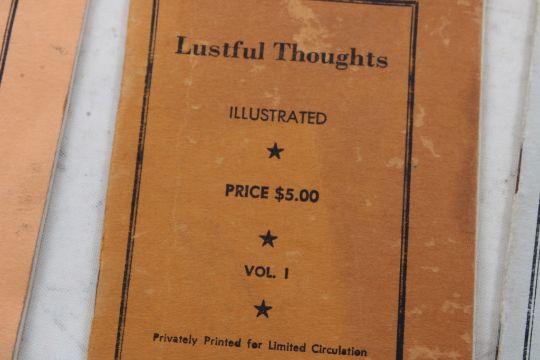 Lustful Thoughts
ILLUSTRATED
★
PRICE $5.00
★
VOL. I
★
Privately Printed for Limited Circulation